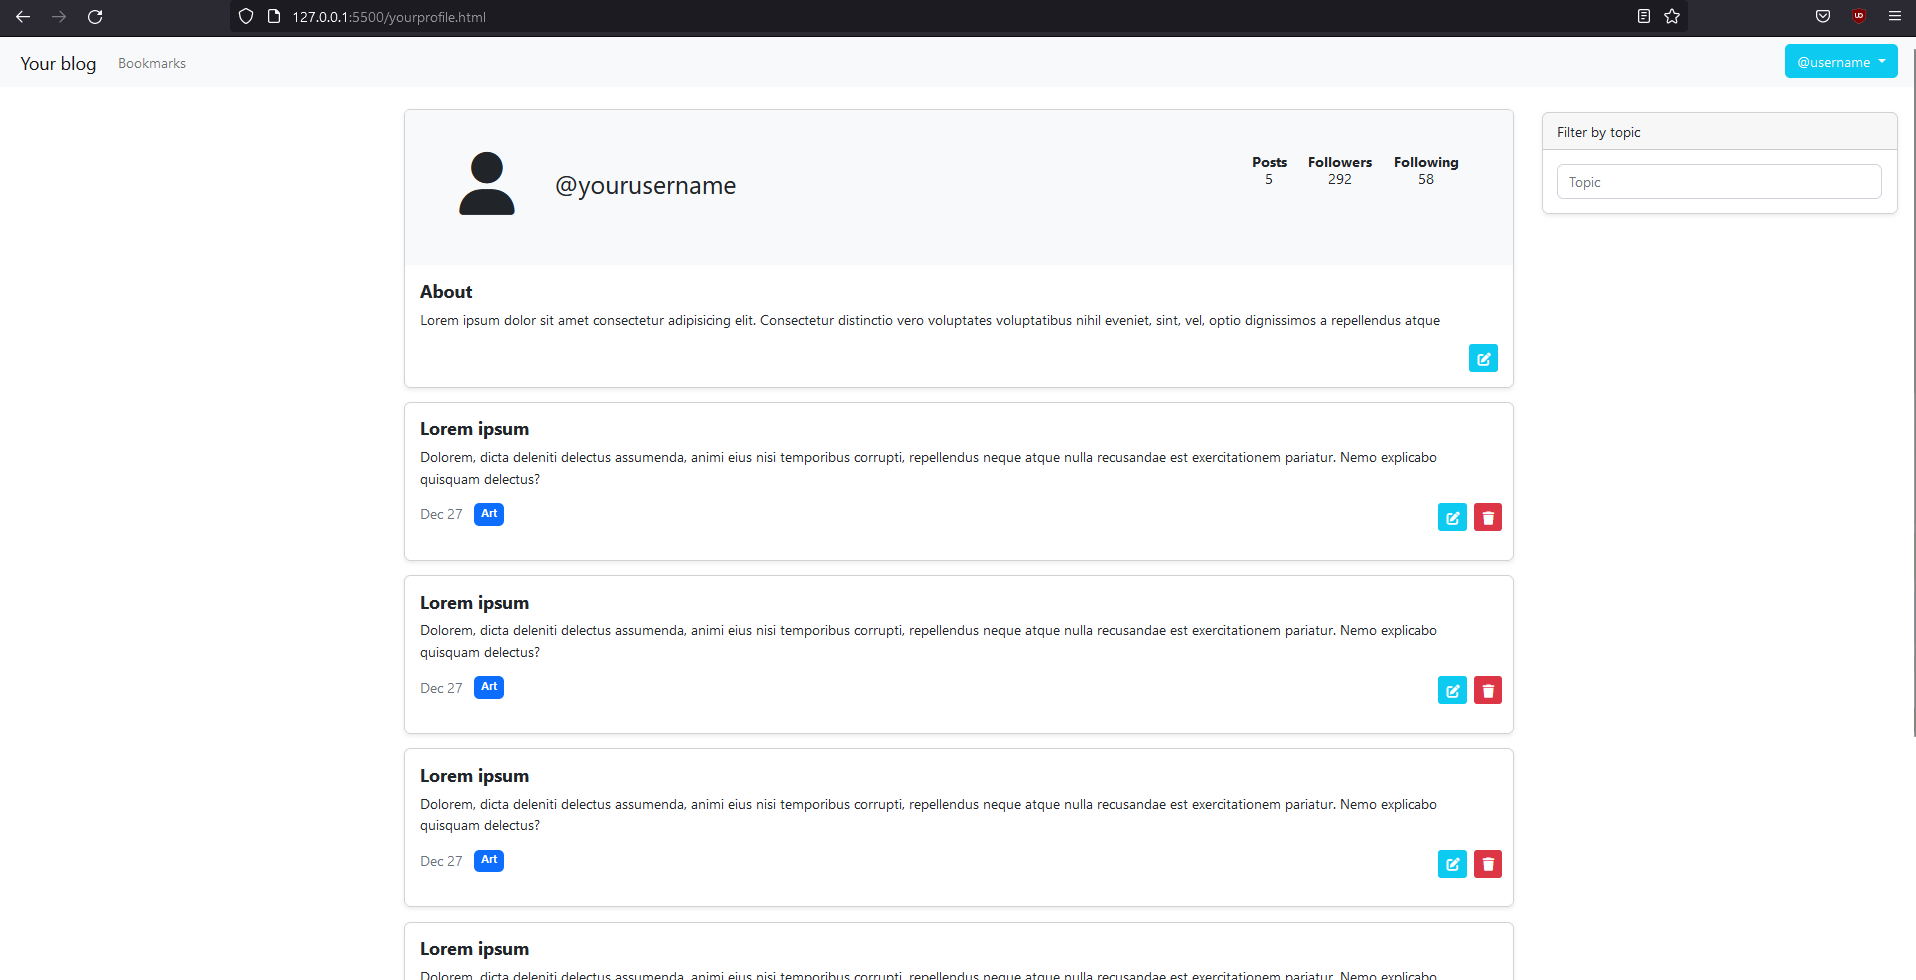 127.0.0.1:5500/yourprofile.html
Your blog
Bookmarks
@username
@yourusername
Posts
5
Followers
292
Following
58
Filter by topic
Topic
About
Lorem ipsum dolor sit amet consectetur adipisicing elit. Consectetur distinctio vero voluptates voluptatibus nihil eveniet, sint, vel, optio dignissimos a repellendus atque
Lorem ipsum
Dolorem, dicta deleniti delectus assumenda, animi eius nisi temporibus corrupti, repellendus neque atque nulla recusandae est exercitationem pariatur. Nemo explicabo
quisquam delectus?
Dec 27
Art
Lorem ipsum
Dolorem, dicta deleniti delectus assumenda, animi eius nisi temporibus corrupti, repellendus neque atque nulla recusandae est exercitationem pariatur. Nemo explicabo
quisquam delectus?
Dec 27
Art
Lorem ipsum
Dolorem, dicta deleniti delectus assumenda, animi eius nisi temporibus corrupti, repellendus neque atque nulla recusandae est exercitationem pariatur. Nemo explicabo
quisquam delectus?
Dec 27
Art
Lorem ipsum
Dolorem, dicta deleniti delectus assumenda, animi eius nisi temporibus corrupti, repellendus neque atque nulla recusandae est exercitationem pariatur. Nemo explicabo